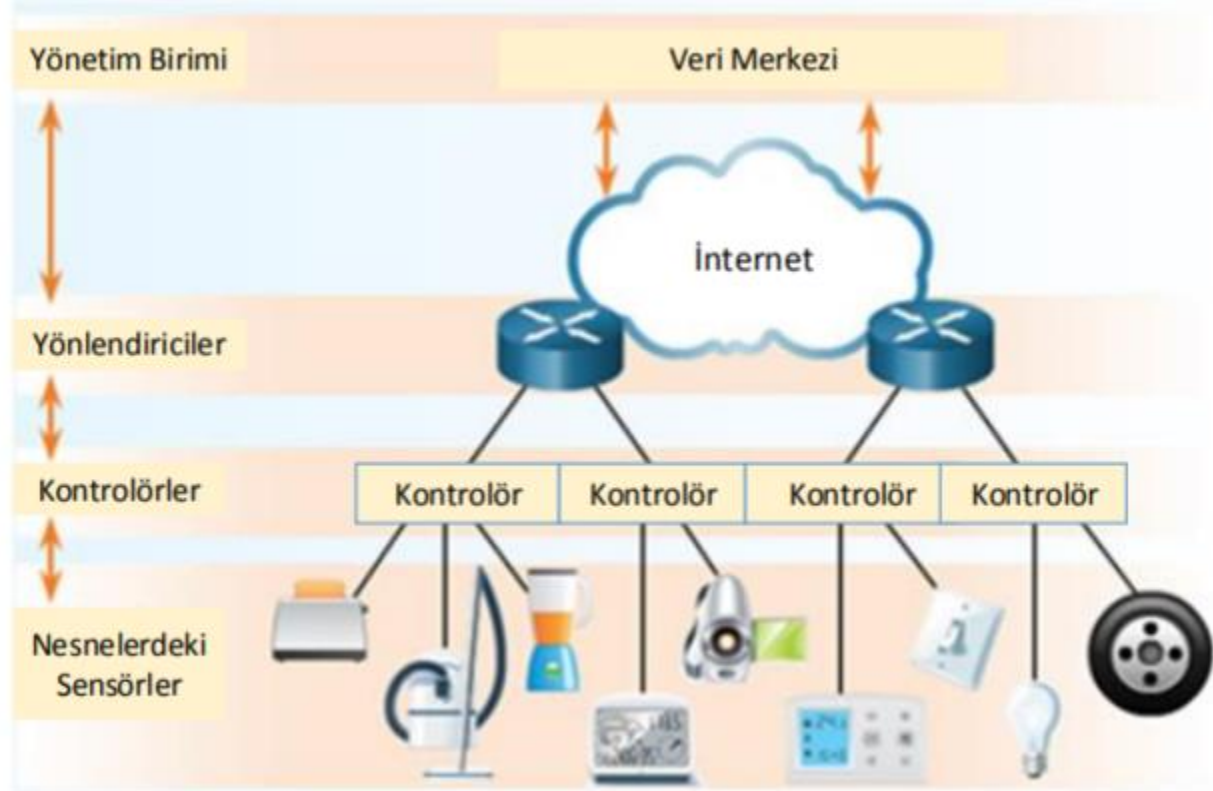 Yönetim Birimi
Veri Merkezi
İnternet
Yönlendiriciler
Kontrolörler
Kontrolör
Kontrolör
Kontrolör
Kontrolör
Nesnelerdeki
Sensörler